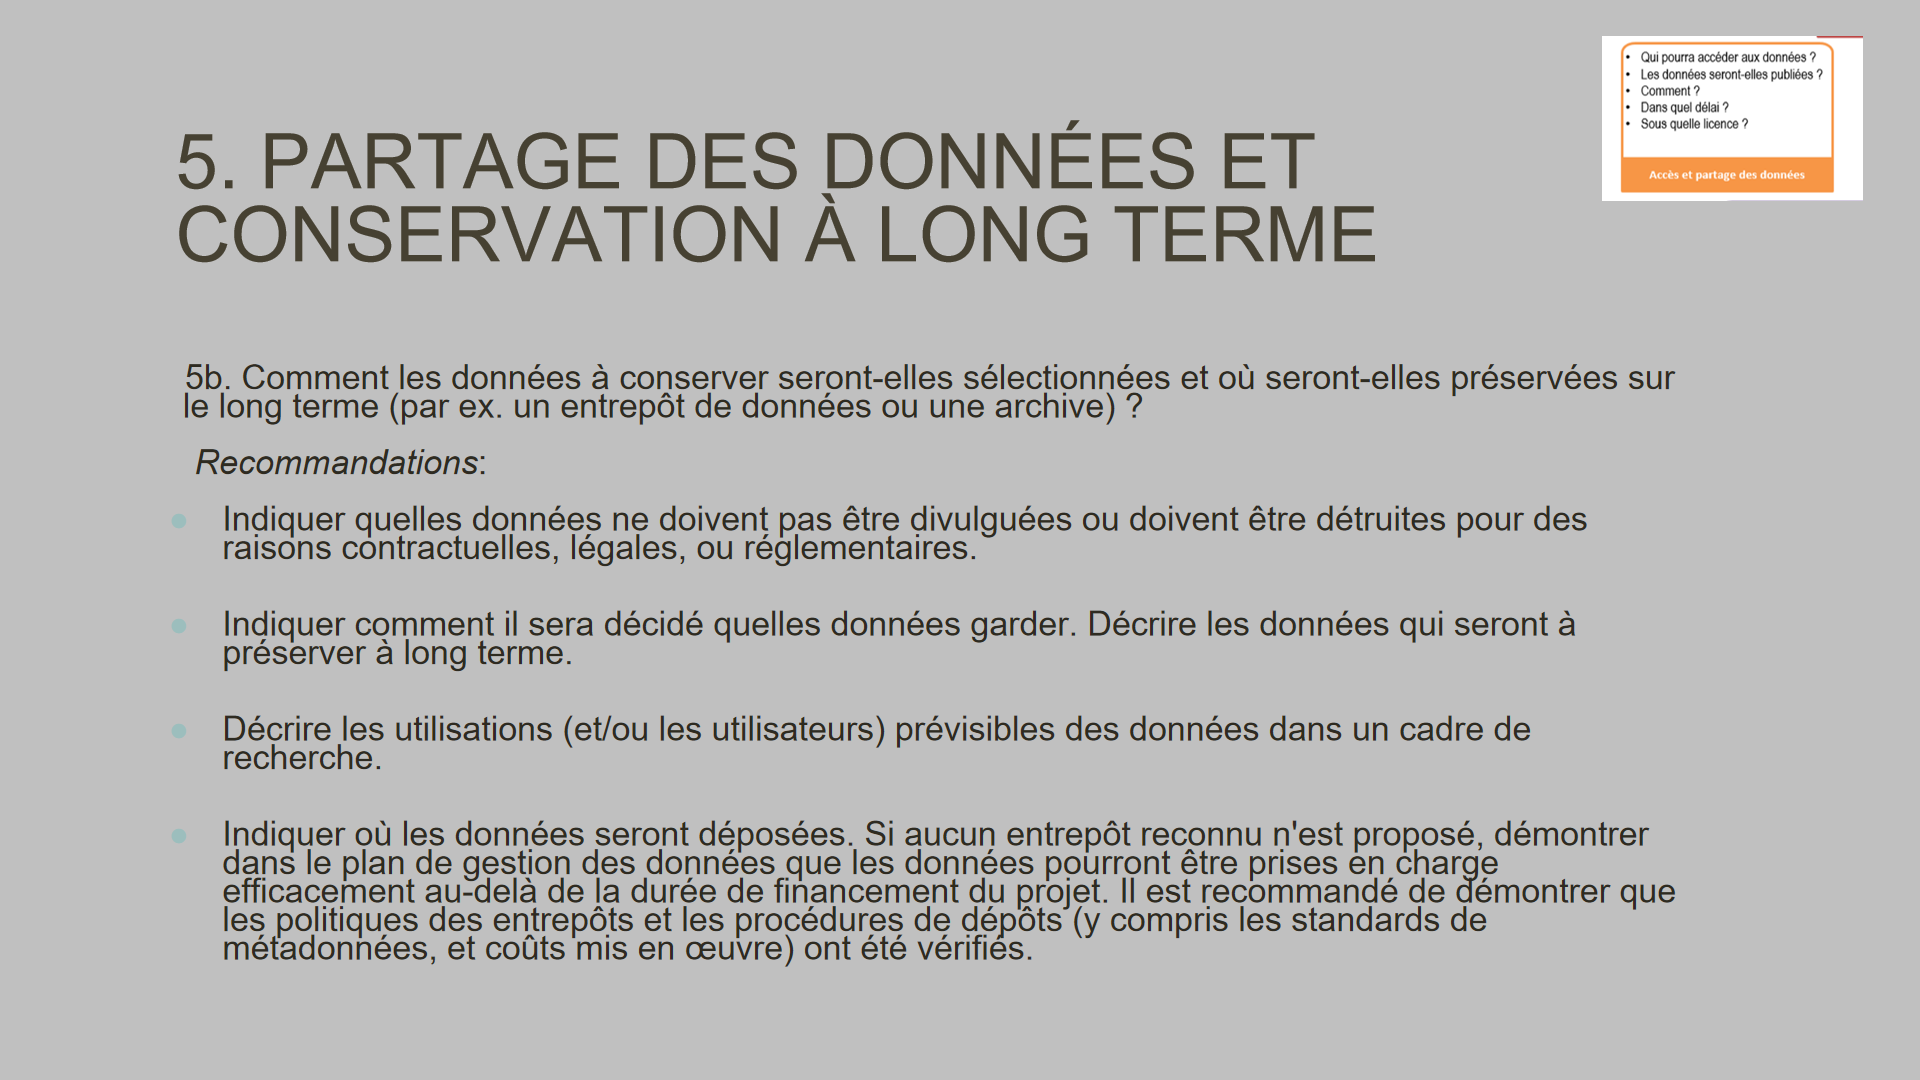 • Qui pourra accéder aux données ?
• Les données seront-elles publiées ?
• Comment ?
• Dans quel délai ?
• Sous quelle licence ?
Accès et partage des données
5. PARTAGE DES DONNÉES ET
CONSERVATION À LONG TERME
5b. Comment les données à conserver seront-elles sélectionnées et où seront-elles préservées sur
le long terme (par ex. un entrepôt de données ou une archive) ?
Recommandations:
● Indiquer quelles données ne doivent pas être divulguées ou doivent être détruites pour des
raisons contractuelles, légales, ou réglementaires.
● Indiquer comment il sera décidé quelles données garder. Décrire les données qui seront à
préserver à long terme.
● Décrire les utilisations (et/ou les utilisateurs) prévisibles des données dans un cadre de
recherche.
● Indiquer où les données seront déposées. Si aucun entrepôt reconnu n'est proposé, démontrer
dans le plan de gestion des données que les données pourront être prises en charge
efficacement au-delà de la durée de financement du projet. Il est recommandé de démontrer que
les politiques des entrepôts et les procédures de dépôts (y compris les standards de
métadonnées, et coûts mis en œuvre) ont été vérifiés.